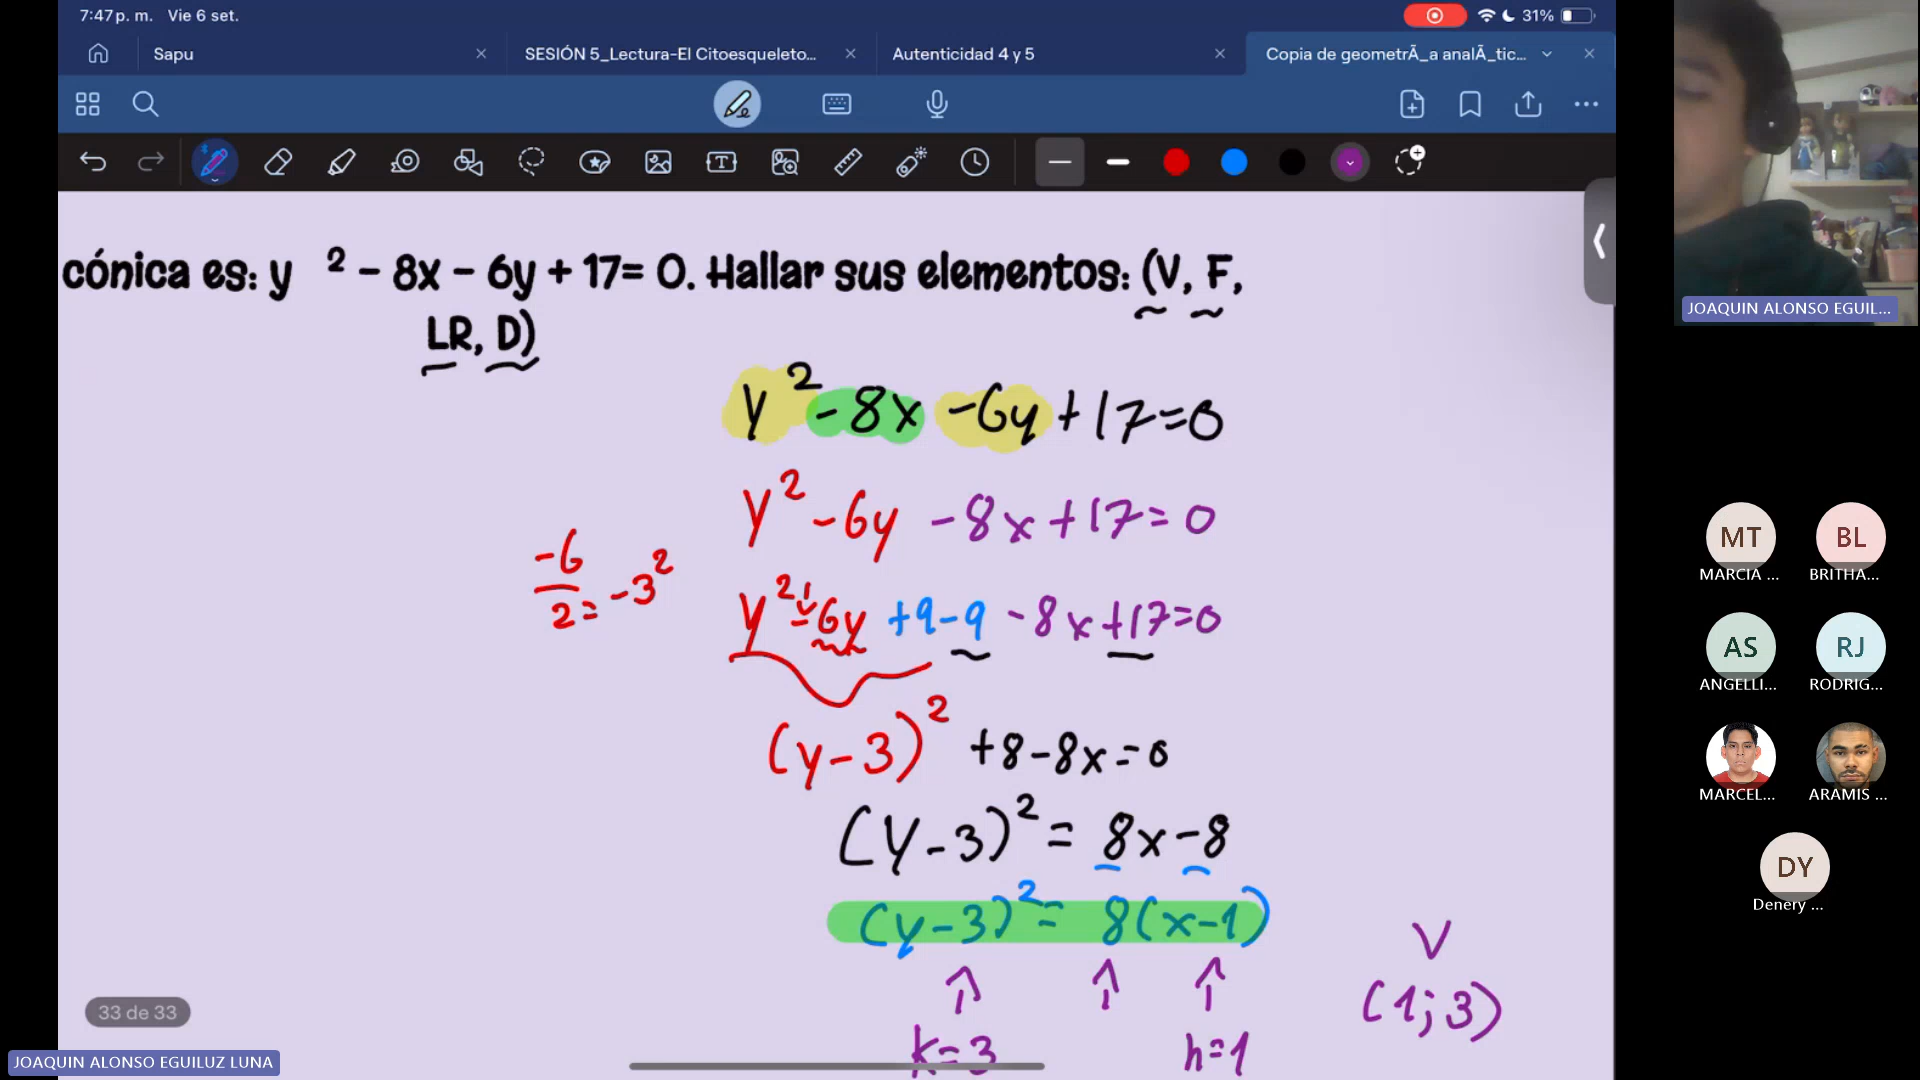 7:47 p. m. Vie 6 set.
31%
Sapu
SESIÓN 5_Lectura-El Citoesqueleto...
Autenticidad 4 y 5
Copia de geometrÃ_a analÃ_tic...
cónica es: y ² - 8x - 6y + 17= 0. Hallar sus elementos: (V, F,
LR, D)
y² - 8x - 6y + 17 = 0
y² - 6y - 8x + 17 = 0
-6/2 = -3²
y² - 6y + 9 - 9 - 8x + 17 = 0
(y - 3)² + 8 - 8x = 0
(y - 3)² = 8x - 8
(y - 3)² = 8(x - 1)
V
(1; 3)
k = 3
h = 1
33 de 33
JOAQUIN ALONSO EGUILUZ LUNA
JOAQUIN ALONSO EGUIL...
MT
MARCIA ...
BL
BRITHA...
AS
ANGELLI...
RJ
RODRIG...
MARCEL...
ARAMIS ...
DY
Denery ...